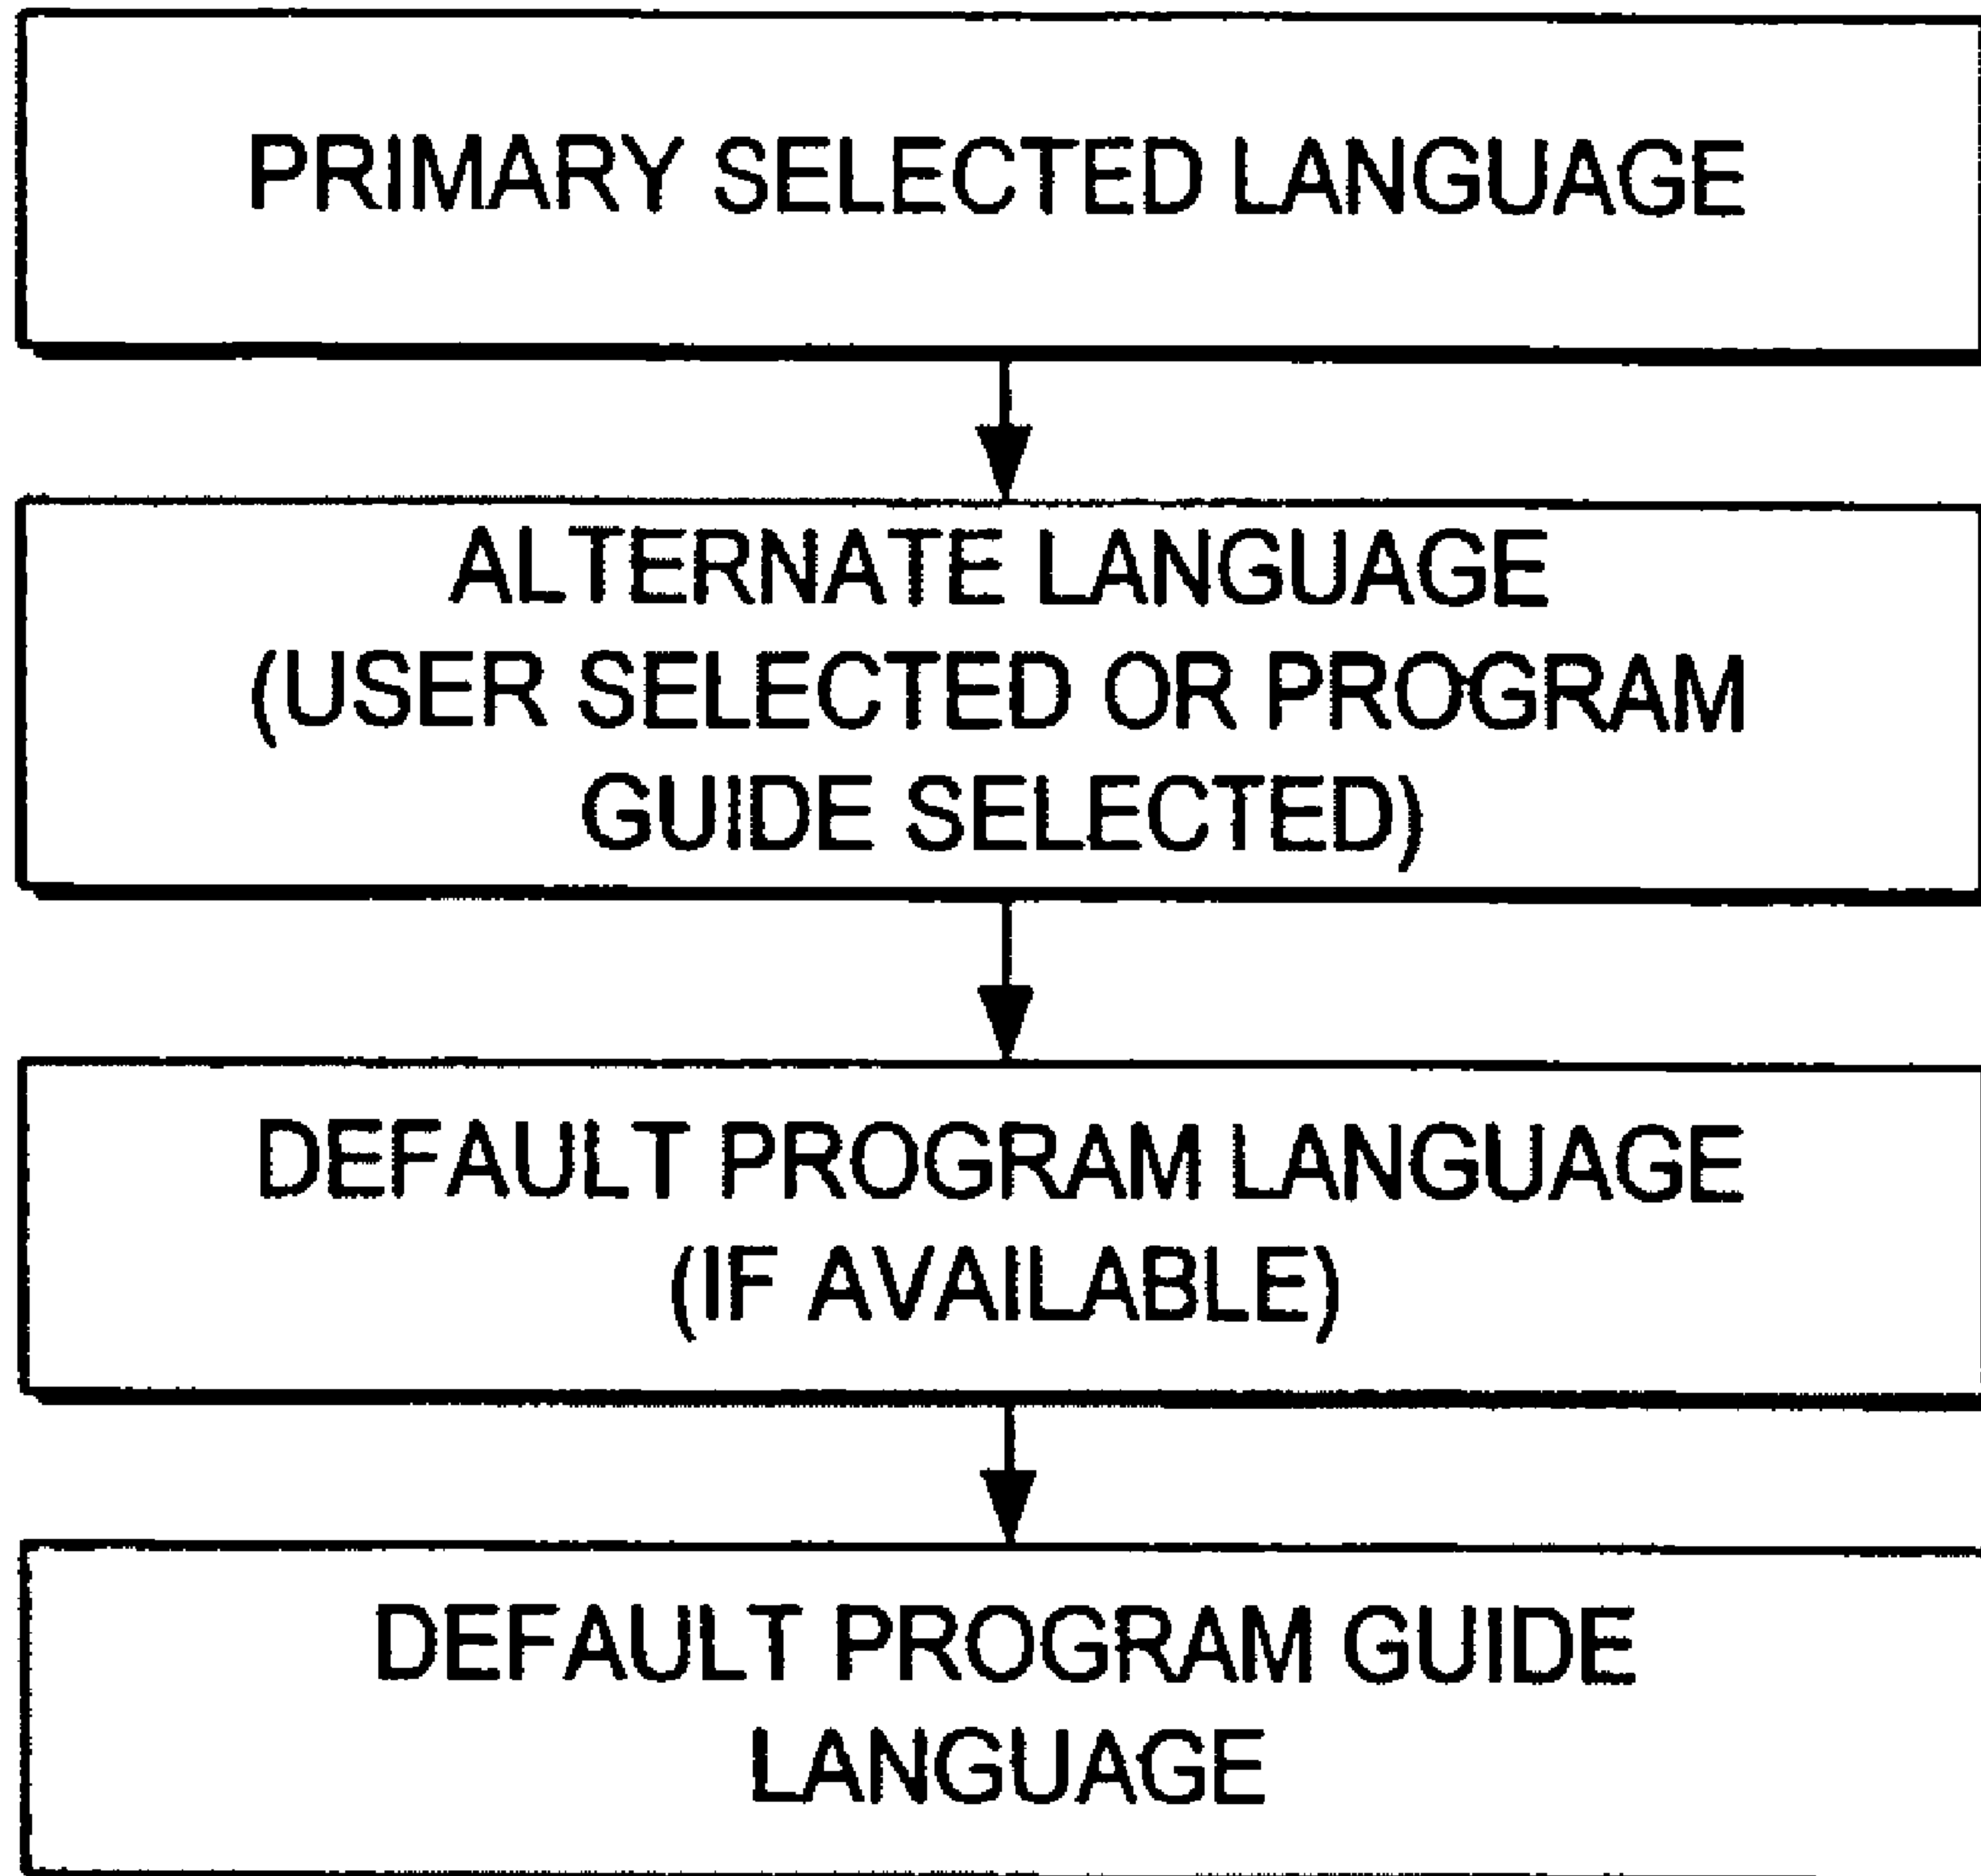 PRIMARY SELECTED LANGUAGE
ALTERNATE LANGUAGE
(USER SELECTED OR PROGRAM
GUIDE SELECTED)
DEFAULT PROGRAM LANGUAGE
(IF AVAILABLE)
DEFAULT PROGRAM GUIDE
LANGUAGE